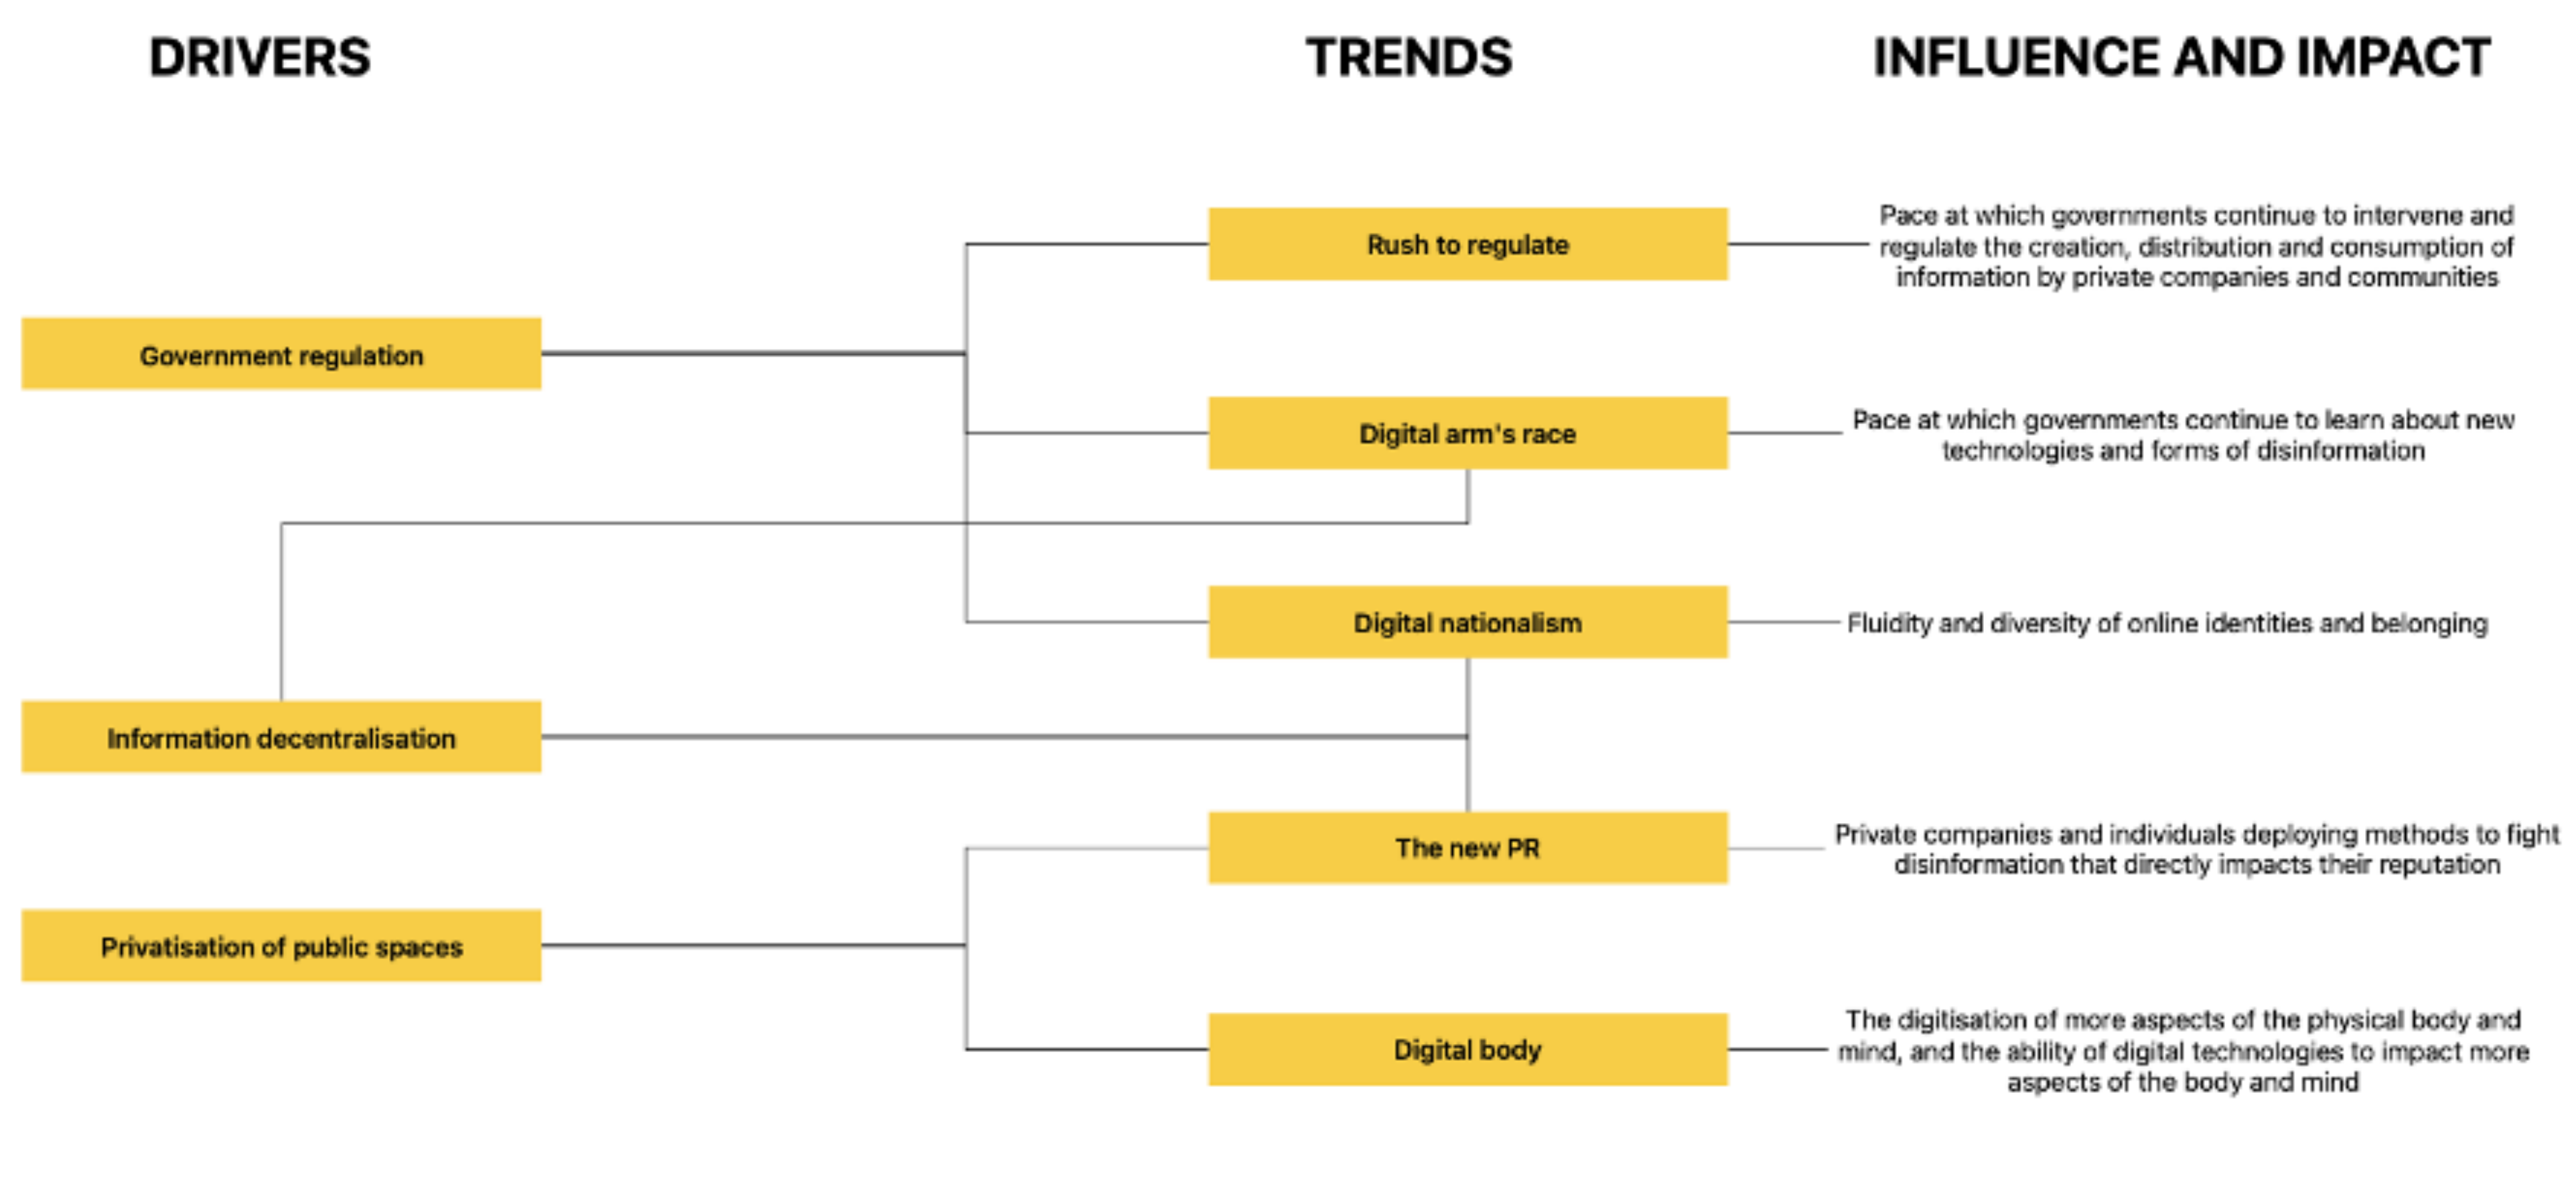 DRIVERS
TRENDS
INFLUENCE AND IMPACT
Government regulation
Information decentralisation
Privatisation of public spaces
Rush to regulate
Digital arm's race
Digital nationalism
The new PR
Digital body
Pace at which governments continue to intervene and
regulate the creation, distribution and consumption of
information by private companies and communities
Pace at which governments continue to learn about new
technologies and forms of disinformation
Fluidity and diversity of online identities and belonging
Private companies and individuals deploying methods to fight
disinformation that directly impacts their reputation
The digitisation of more aspects of the physical body and
mind, and the ability of digital technologies to impact more
aspects of the body and mind